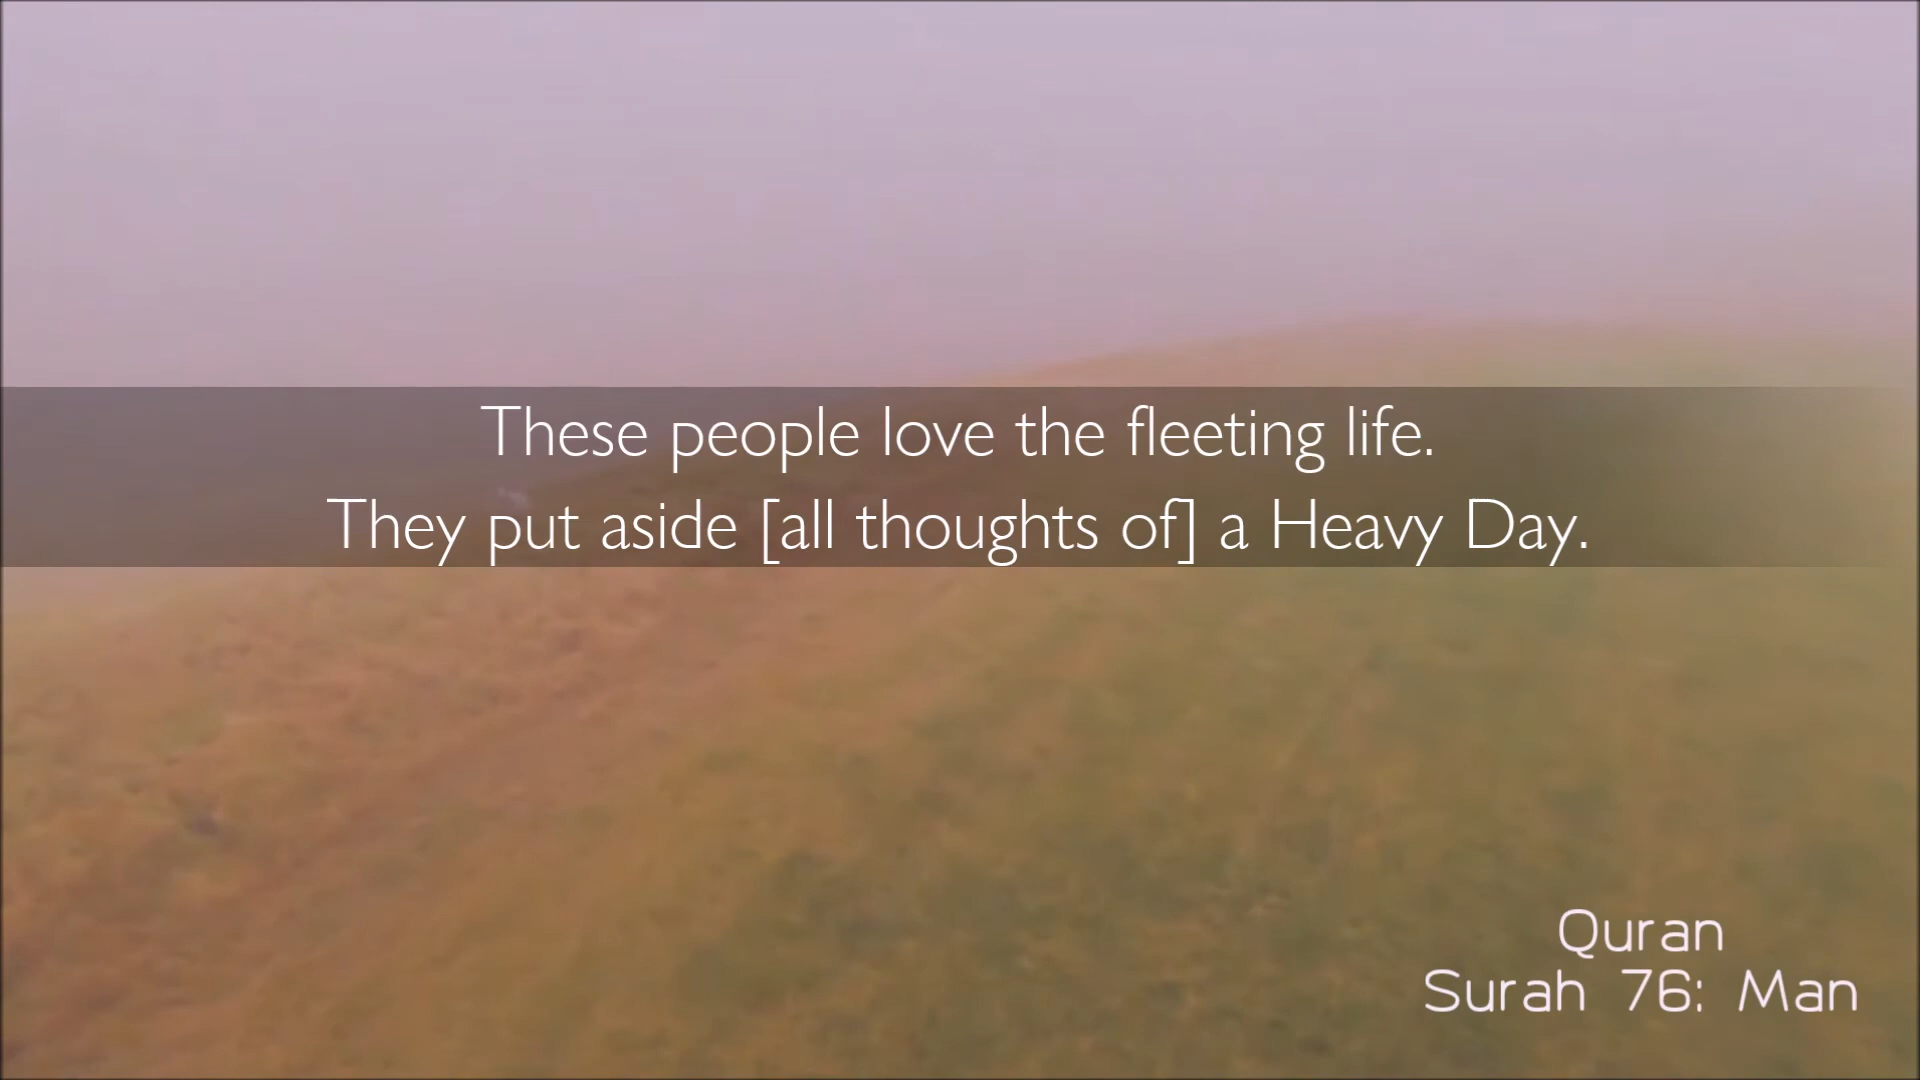 These people love the fleeting life.
They put aside [all thoughts of] a Heavy Day.
Quran
Surah 76: Man